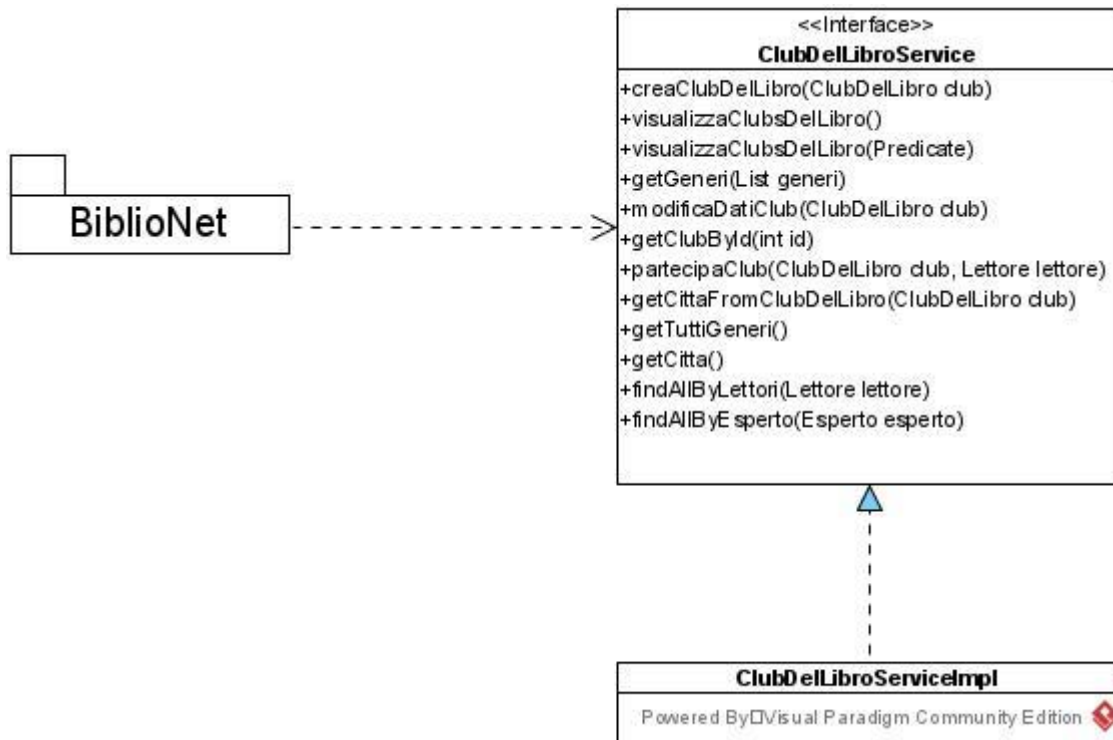 <<Interface>>
ClubDelLibroService
+creaClubDelLibro(ClubDelLibro club)
+visualizzaClubsDelLibro()
+visualizzaClubsDelLibro(Predicate)
+getGeneri(List generi)
+modificaDatiClub(ClubDelLibro club)
+getClubById(int id)
+partecipaClub(ClubDelLibro club, Lettore lettore)
+getCittaFromClubDelLibro(ClubDelLibro club)
+getTuttiGeneri()
+getCitta()
+findAllByLettori(Lettore lettore)
+findAllByEsperto(Esperto esperto)
BiblioNet
ClubDelLibroServiceImpl
Powered By□Visual Paradigm Community Edition